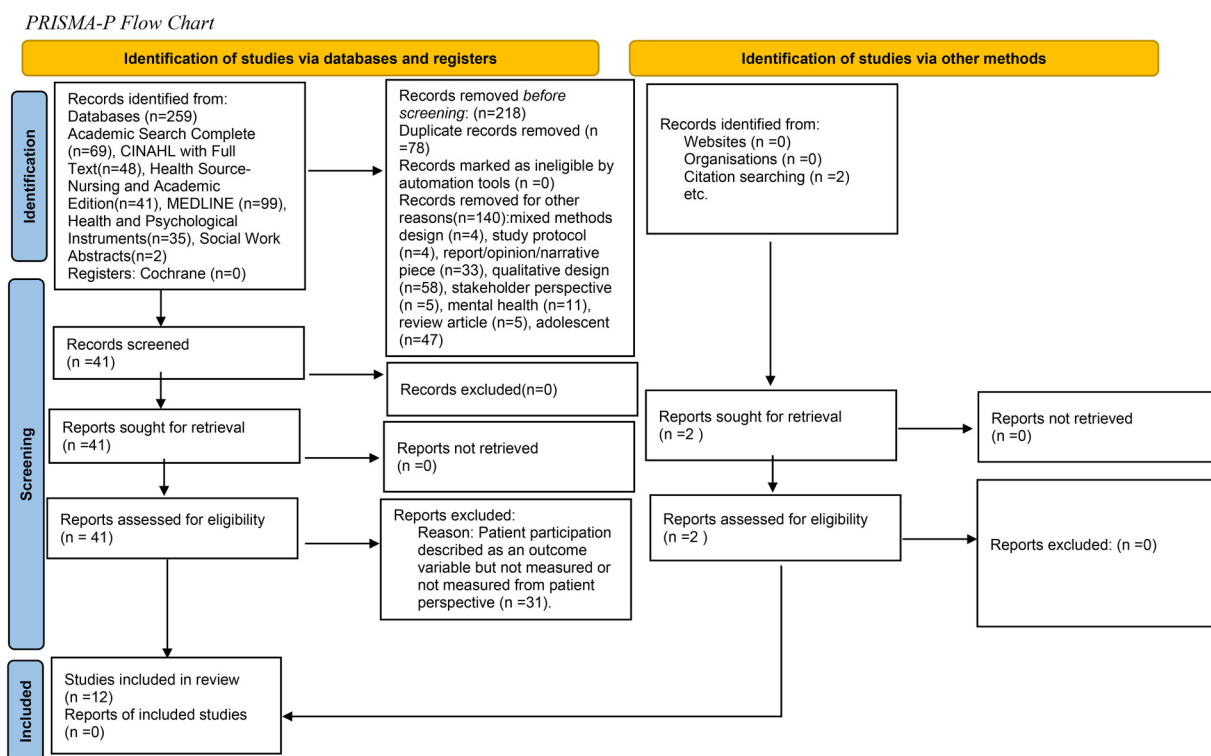 PRISMA-P Flow Chart
Identification of studies via databases and registers
Identification of studies via other methods
Identification
Records identified from:
Databases (n=259)
Academic Search Complete
(n=69), CINAHL with Full
Text(n=48), Health Source-
Nursing and Academic
Edition(n=41), MEDLINE (n=99),
Health and Psychological
Instruments(n=35), Social Work
Abstracts(n=2)
Registers: Cochrane (n=0)
Records removed before
screening: (n=218)
Duplicate records removed (n
=78)
Records marked as ineligible by
automation tools (n =0)
Records removed for other
reasons(n=140):mixed methods
design (n=4), study protocol
(n=4), report/opinion/narrative
piece (n=33), qualitative design
(n=58), stakeholder perspective
(n =5), mental health (n=11),
review article (n=5), adolescent
(n=47)
Records identified from:
Websites (n =0)
Organisations (n =0)
Citation searching (n =2)
etc.
Screening
Records screened
(n =41)
Records excluded(n=0)
Reports sought for retrieval
(n =41)
Reports not retrieved
(n =0)
Reports sought for retrieval
(n =2 )
Reports not retrieved
(n =0)
Reports assessed for eligibility
(n = 41)
Reports excluded:
Reason: Patient participation
described as an outcome
variable but not measured or
not measured from patient
perspective (n =31).
Reports assessed for eligibility
(n =2 )
Reports excluded: (n =0)
Included
Studies included in review
(n =12)
Reports of included studies
(n =0)